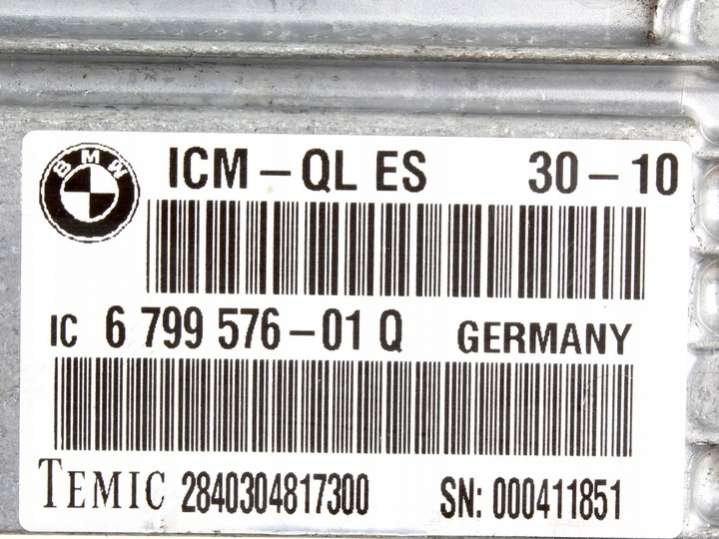 BMW
ICM – QL ES 30 – 10
IC 6 799 576 – 01 Q GERMANY
TEMIC 2840304817300 SN: 000411851